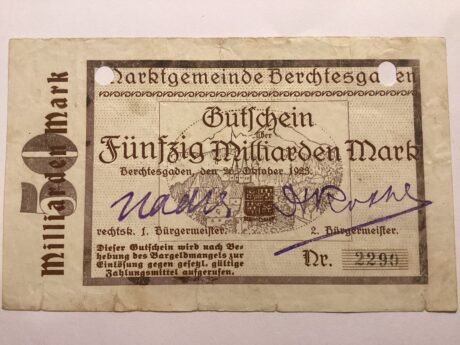 Marktgemeinde Berchtesgaden
Gutschein
über
Fünfzig Milliarden Mark
Berchtesgaden, den 26. Oktober 1923.
rechtsk. 1. Bürgermeister. 2. Bürgermeister.
Dieser Gutschein wird nach Be-
hebung des Bargeldmangels zur
Einlösung gegen gesetzl. gültige
Zahlungsmittel aufgerufen.
Nr. 2290
50
Milliarden Mark